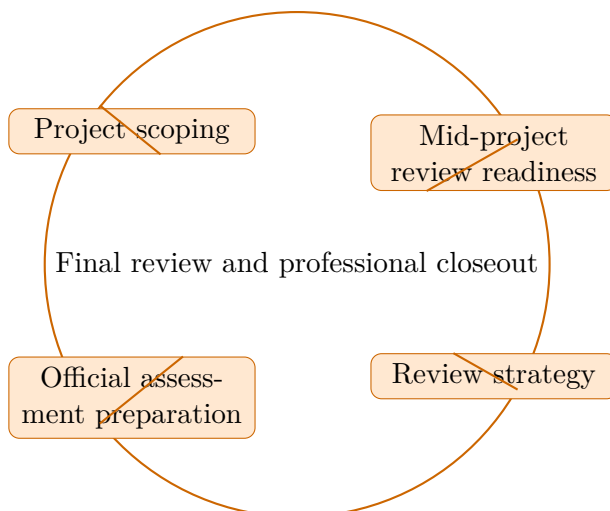 Project scoping
Mid-project
review readiness
Final review and professional closeout
Official assess-
ment preparation
Review strategy